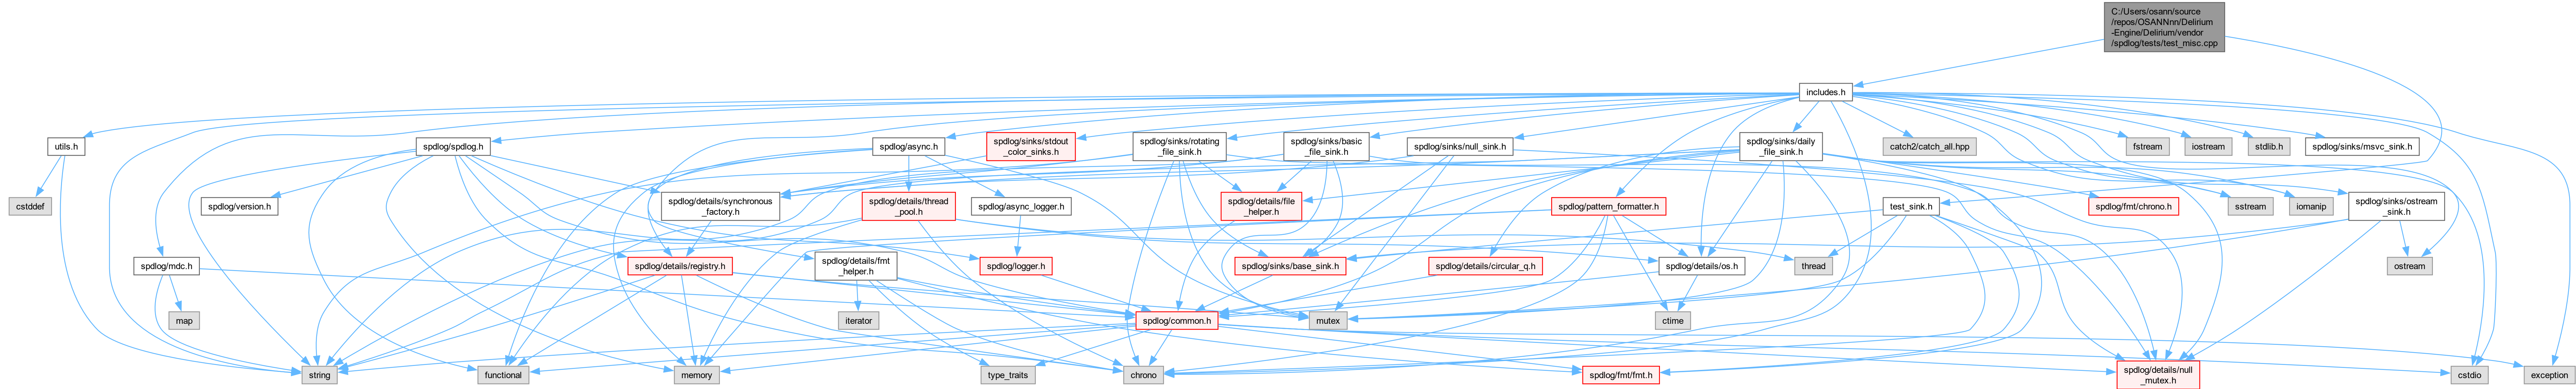 C:/Users/osann/source
/repos/OSANNnn/Delirium
-Engine/Delirium/vendor
/spdlog/tests/test_misc.cpp
includes.h
utils.h
spdlog/spdlog.h
spdlog/async.h
spdlog/sinks/stdout
_color_sinks.h
spdlog/sinks/rotating
_file_sink.h
spdlog/sinks/basic
_file_sink.h
spdlog/sinks/null_sink.h
spdlog/sinks/daily
_file_sink.h
catch2/catch_all.hpp
fstream
iostream
stdlib.h
spdlog/sinks/msvc_sink.h
cstddef
spdlog/version.h
spdlog/details/synchronous
_factory.h
spdlog/details/thread
_pool.h
spdlog/async_logger.h
spdlog/details/file
_helper.h
spdlog/pattern_formatter.h
test_sink.h
spdlog/fmt/chrono.h
sstream
iomanip
spdlog/sinks/ostream
_sink.h
spdlog/mdc.h
spdlog/details/registry.h
spdlog/details/fmt
_helper.h
spdlog/logger.h
spdlog/sinks/base_sink.h
spdlog/details/circular_q.h
spdlog/details/os.h
thread
ostream
map
iterator
spdlog/common.h
mutex
ctime
string
functional
memory
type_traits
chrono
spdlog/fmt/fmt.h
spdlog/details/null
_mutex.h
cstdio
exception